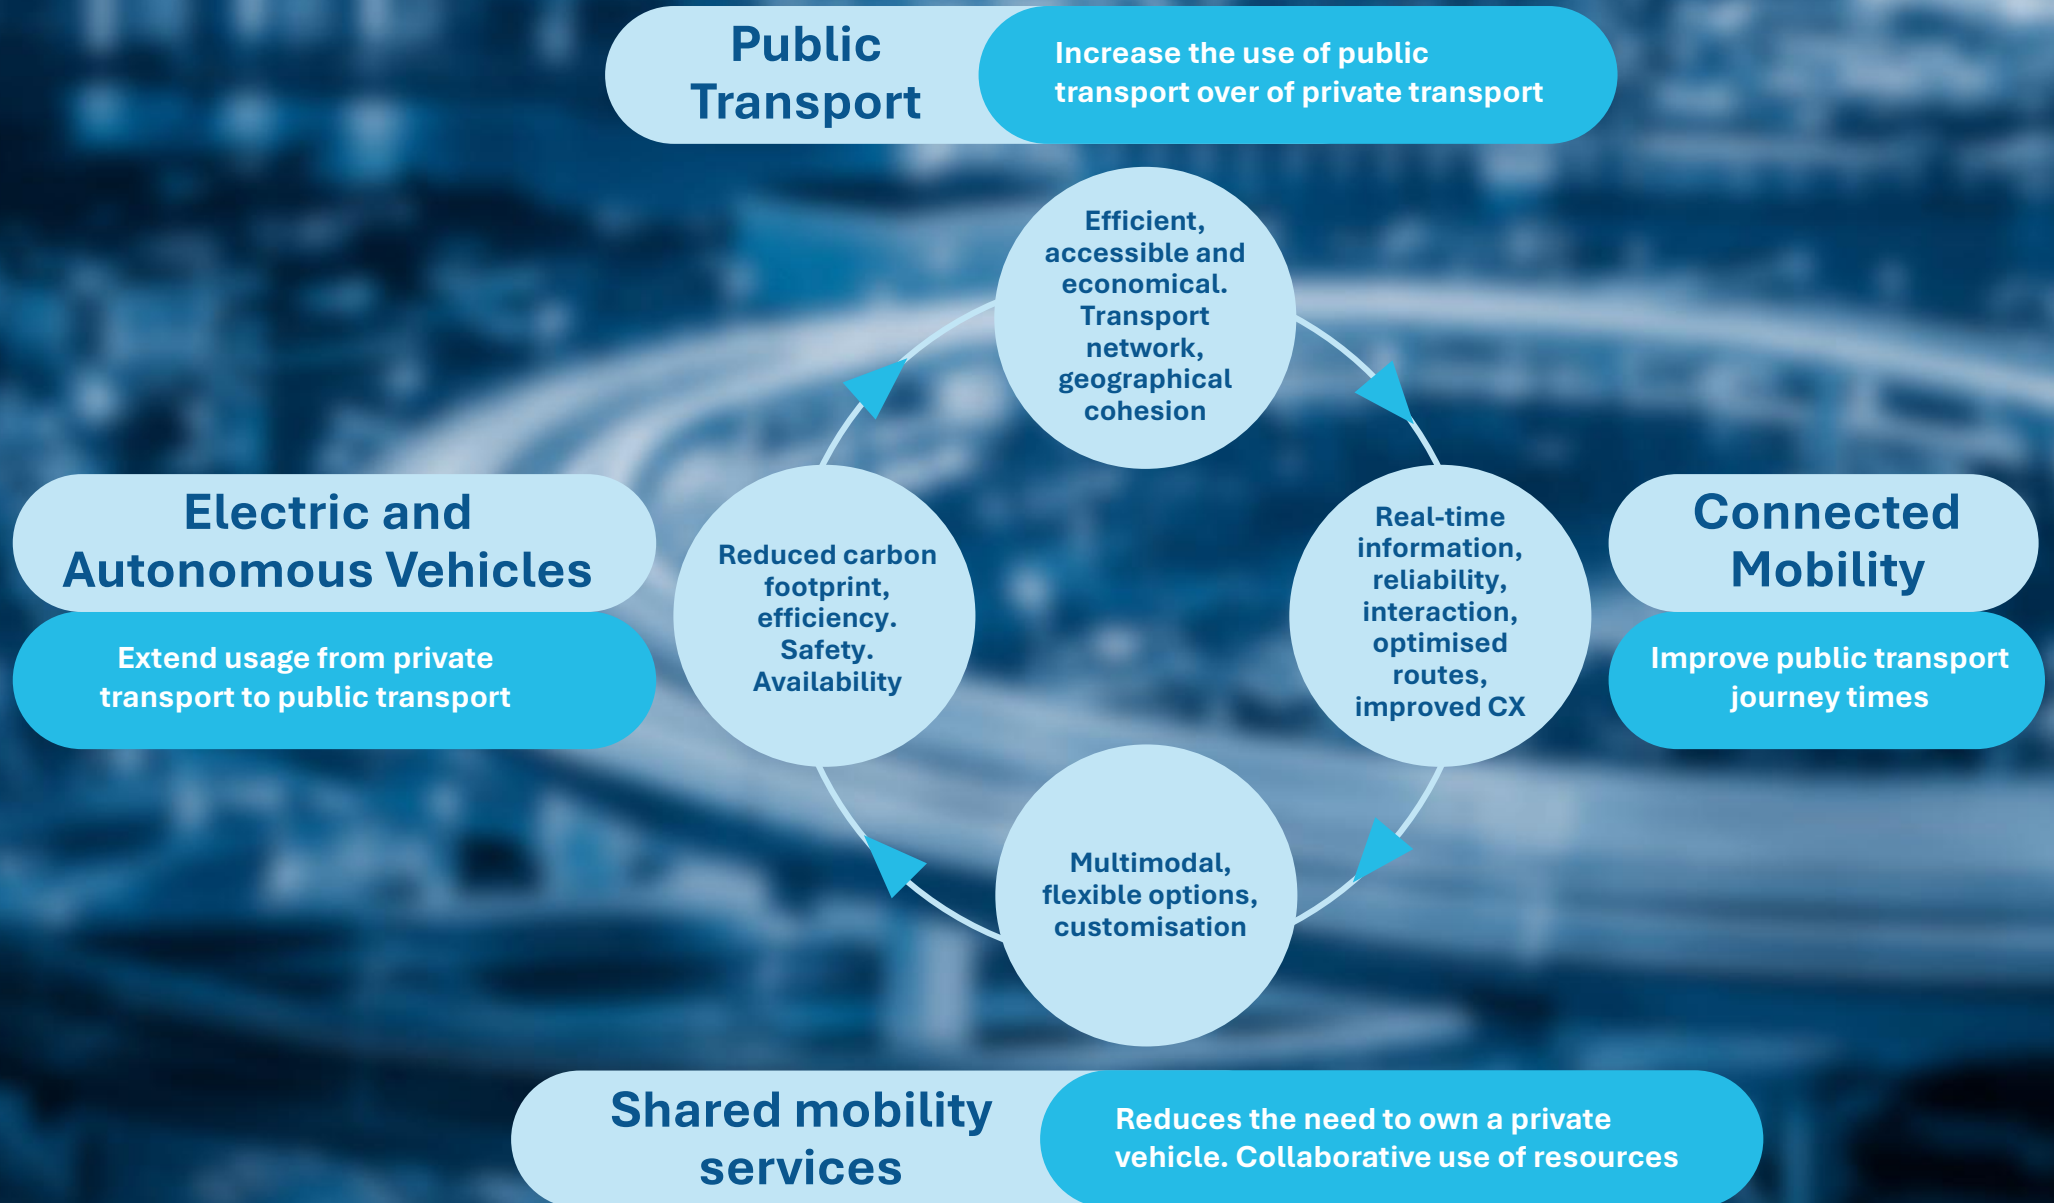 Public
Transport
Increase the use of public
transport over of private transport
Efficient,
accessible and
economical.
Transport
network,
geographical
cohesion
Electric and
Autonomous Vehicles
Extend usage from private
transport to public transport
Reduced carbon
footprint,
efficiency.
Safety.
Availability
Real-time
information,
reliability,
interaction,
optimised
routes,
improved CX
Connected
Mobility
Improve public transport
journey times
Multimodal,
flexible options,
customisation
Shared mobility
services
Reduces the need to own a private
vehicle. Collaborative use of resources